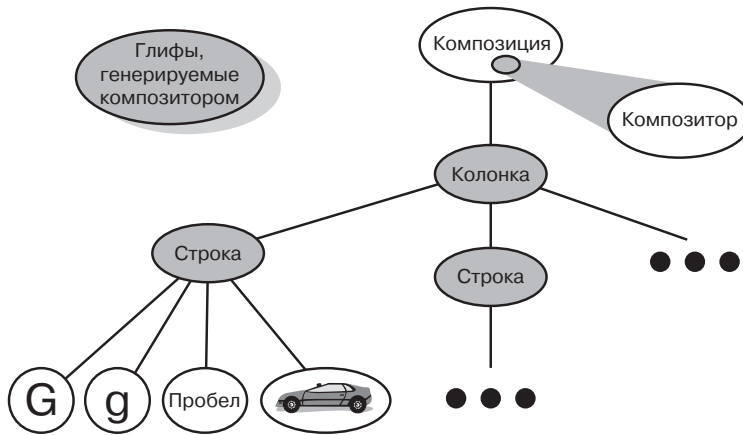 Глифы,
генерируемые
композитором
Композиция
Композитор
Колонка
Строка
Строка
G
g
Пробел